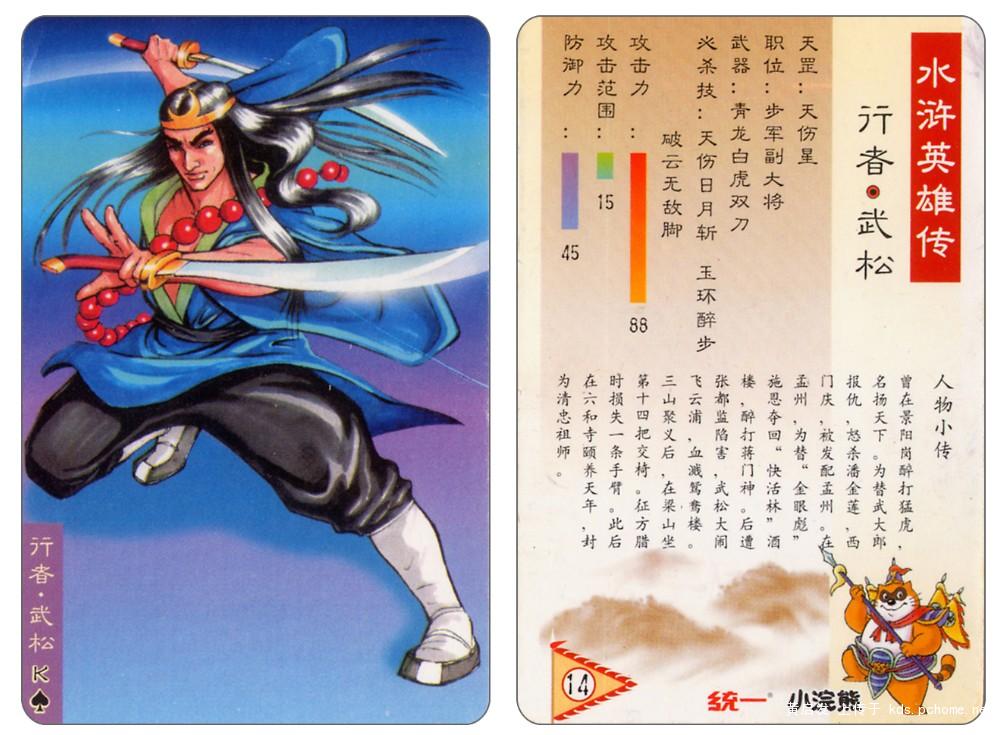 行者·武松
K
水浒英雄传
行者·武松
天罡：天伤星
职位：步军副大将
武器：青龙白虎双刀
必杀技：天伤日月斩 玉环醉步
破云无敌脚
攻击力：
88
攻击范围：
15
防御力：
45
人物小传
曾在景阳岗醉打猛虎，
名扬天下。为替武大郎
报仇，怒杀潘金莲，西
门庆，被发配孟州。在
孟州，为替“金眼彪”
施恩夺回“快活林”酒
楼，醉打蒋门神。后遭
张都监陷害，武松大闹
飞云浦，血溅鸳鸯楼。
三山聚义后，在梁山坐
第十四把交椅。征方腊
时损失一条手臂。此后
在六和寺颐养天年，封
为清忠祖师。
14
统一® 小浣熊
上传于 kds.pchome.ne